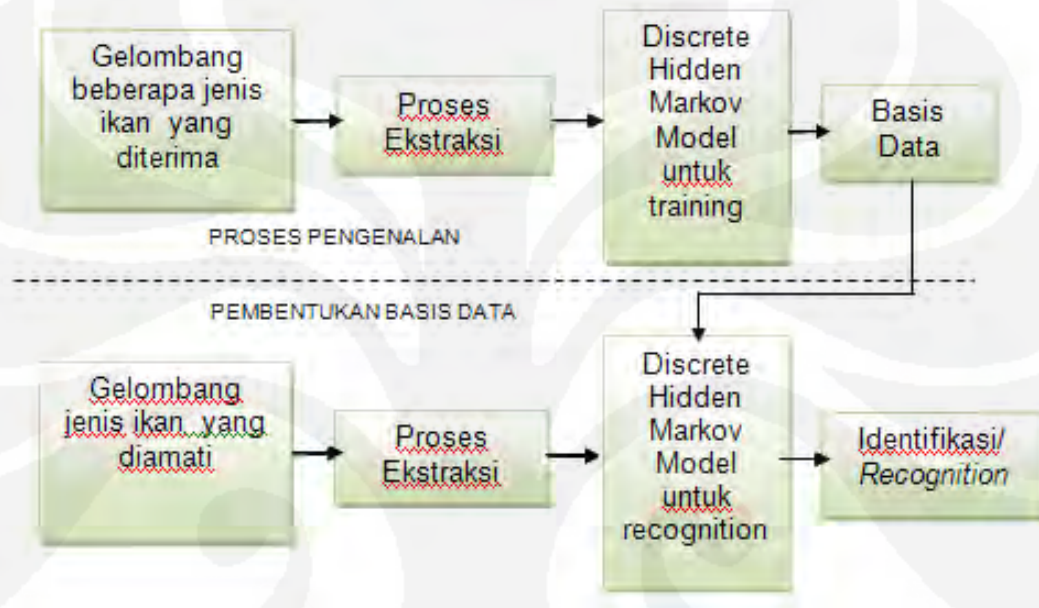 Gelombang
beberapa jenis
ikan yang
diterima
Proses
Ekstraksi
Discrete
Hidden
Markov
Model
untuk
training
Basis
Data
PROSES PENGENALAN
PEMBENTUKAN BASIS DATA
Gelombang
jenis ikan yang
diamati
Proses
Ekstraksi
Discrete
Hidden
Markov
Model
untuk
recognition
Identifikasi/
Recognition